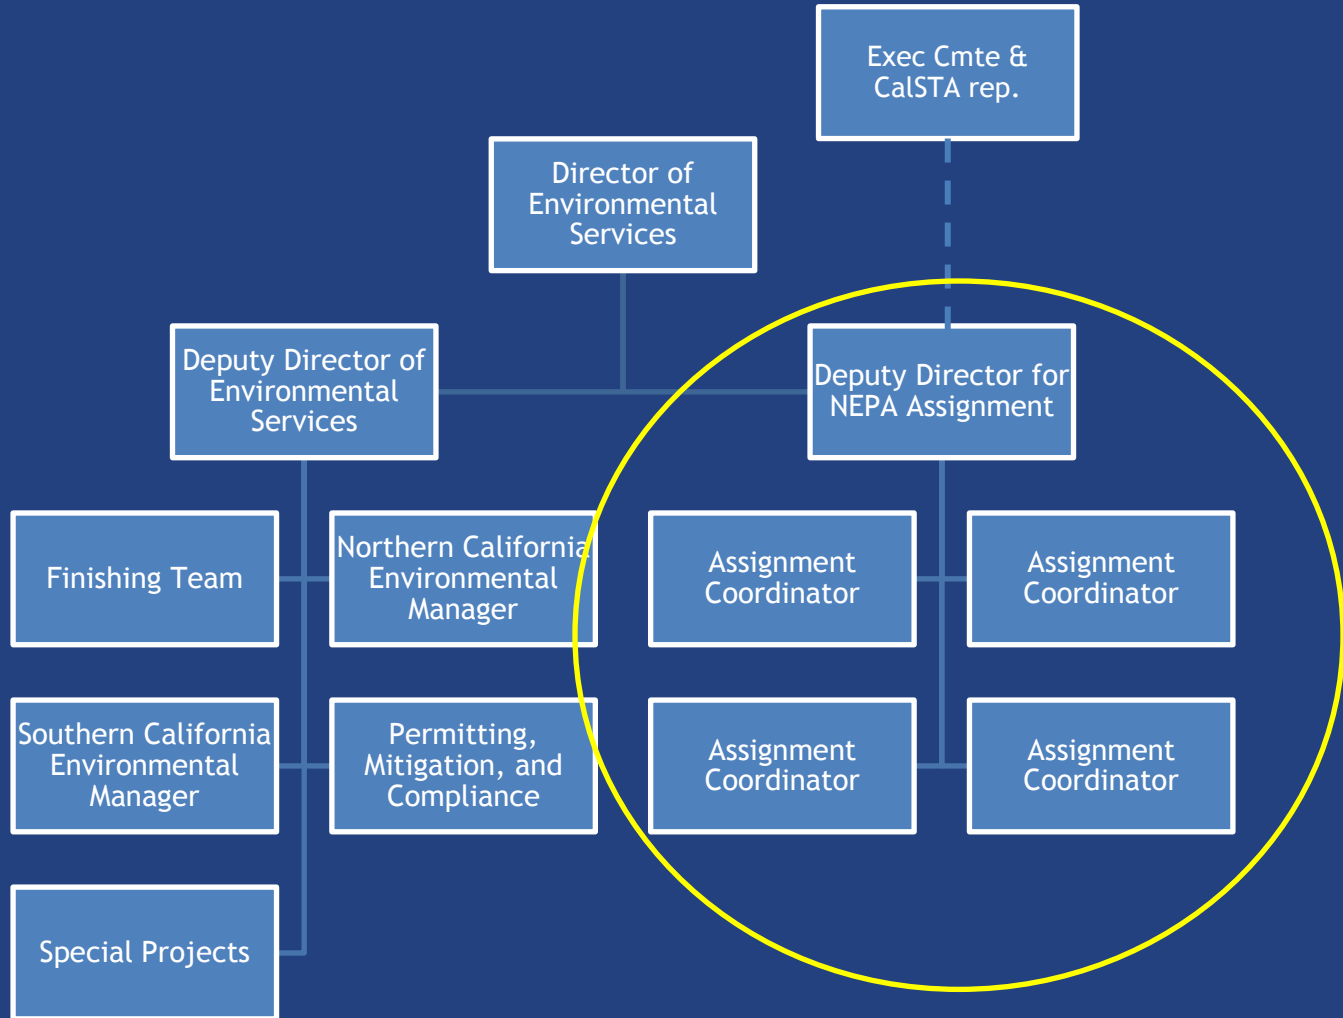 Exec Cmte &
CalSTA rep.
Director of
Environmental
Services
Deputy Director of
Environmental
Services
Deputy Director for
NEPA Assignment
Finishing Team
Northern California
Environmental
Manager
Assignment
Coordinator
Assignment
Coordinator
Southern California
Environmental
Manager
Permitting,
Mitigation, and
Compliance
Assignment
Coordinator
Assignment
Coordinator
Special Projects